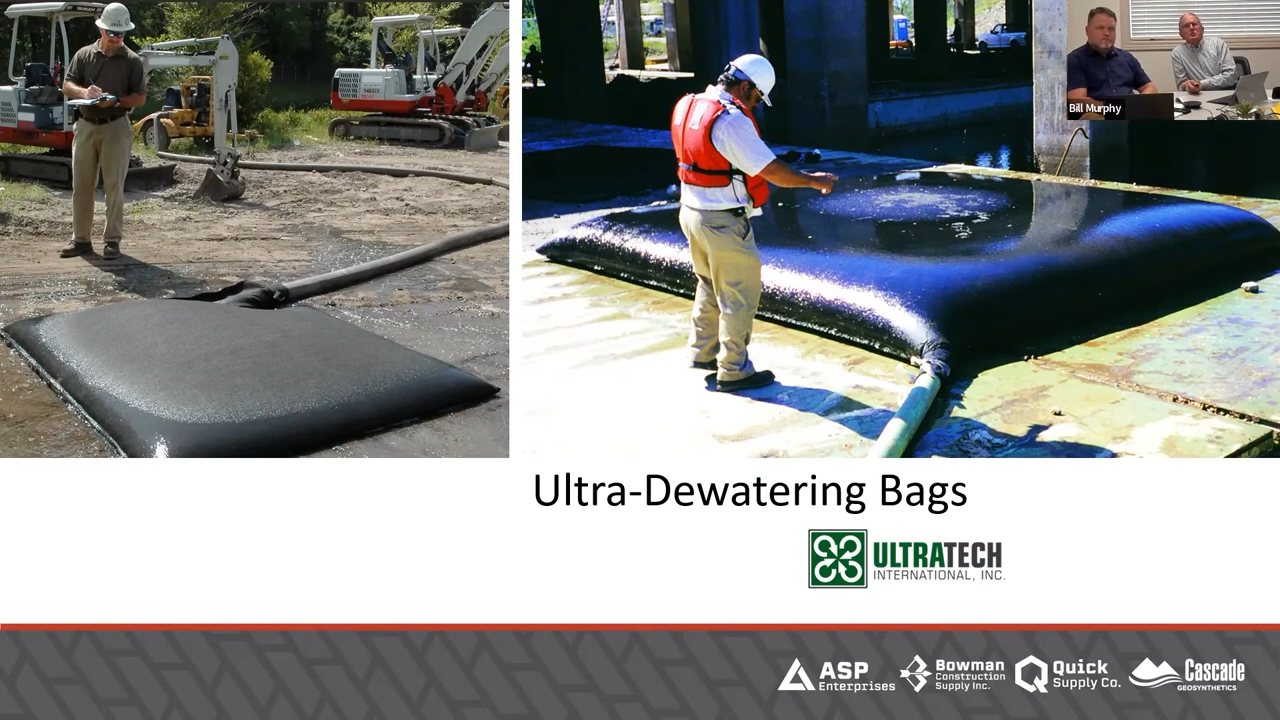 Bill Murphy
Ultra-Dewatering Bags
ULTRATECH
INTERNATIONAL, INC.
ASP
Enterprises
Bowman
Construction
Supply Inc.
Quick
Supply Co.
Cascade
GEOSYNTHETICS